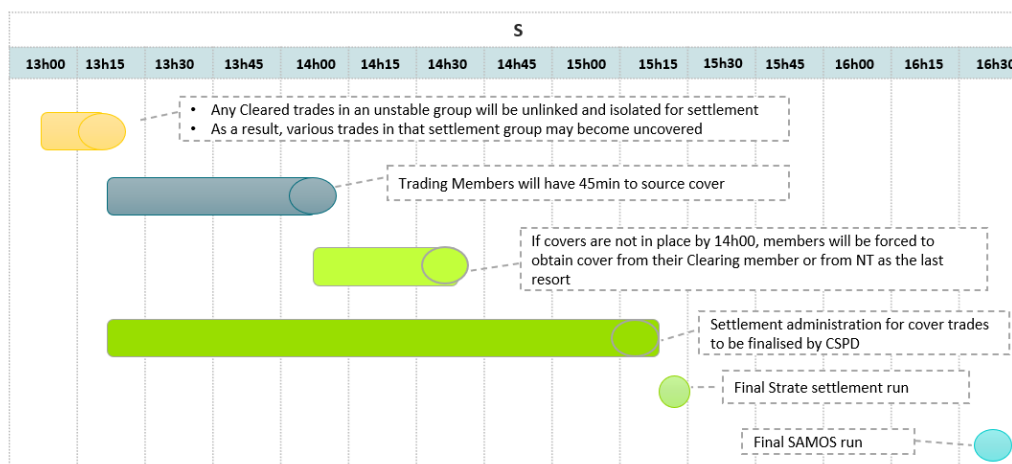 S
13h00 13h15 13h30 13h45 14h00 14h15 14h30 14h45 15h00 15h15 15h30 15h45 16h00 16h15 16h30
• Any Cleared trades in an unstable group will be unlinked and isolated for settlement
• As a result, various trades in that settlement group may become uncovered
Trading Members will have 45min to source cover
If covers are not in place by 14h00, members will be forced to
obtain cover from their Clearing member or from NT as the last
resort
Settlement administration for cover trades
to be finalised by CSPD
Final Strate settlement run
Final SAMOS run